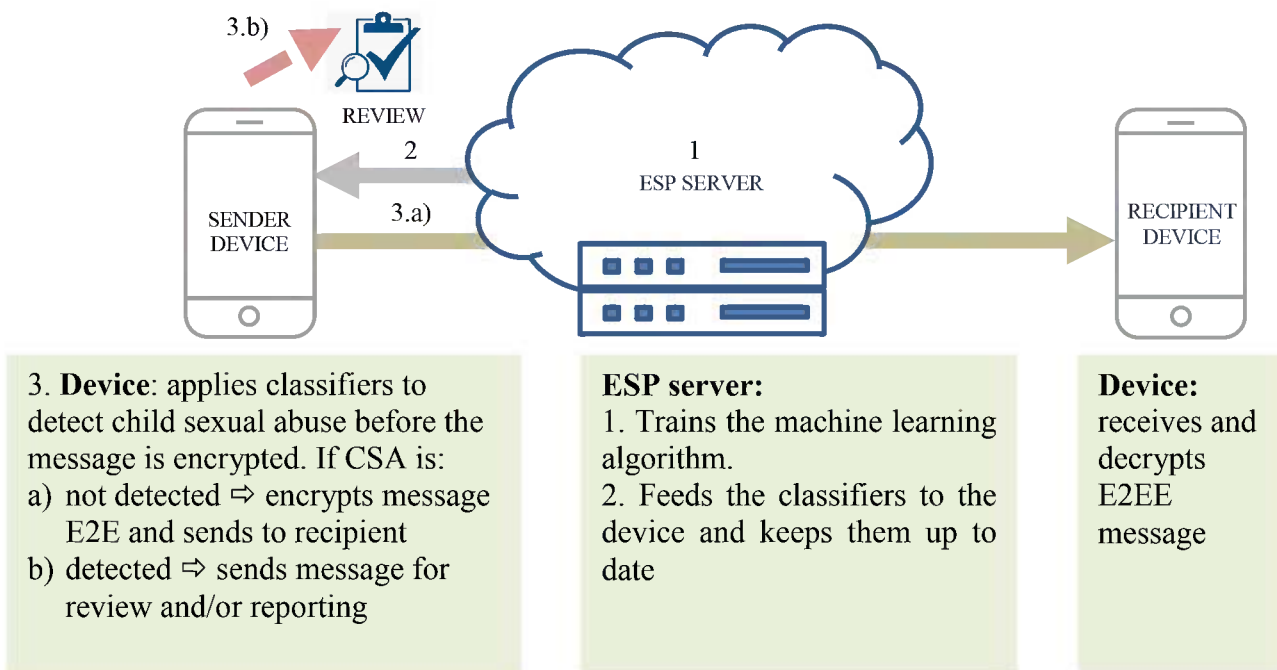 3.b)
REVIEW
2
1
ESP SERVER
3.a)
SENDER
DEVICE
RECIPIENT
DEVICE
3. Device: applies classifiers to
detect child sexual abuse before the
message is encrypted. If CSA is:
a) not detected ⇨ encrypts message
E2E and sends to recipient
b) detected ⇨ sends message for
review and/or reporting
ESP server:
1. Trains the machine learning
algorithm.
2. Feeds the classifiers to the
device and keeps them up to
date
Device:
receives and
decrypts
E2EE
message